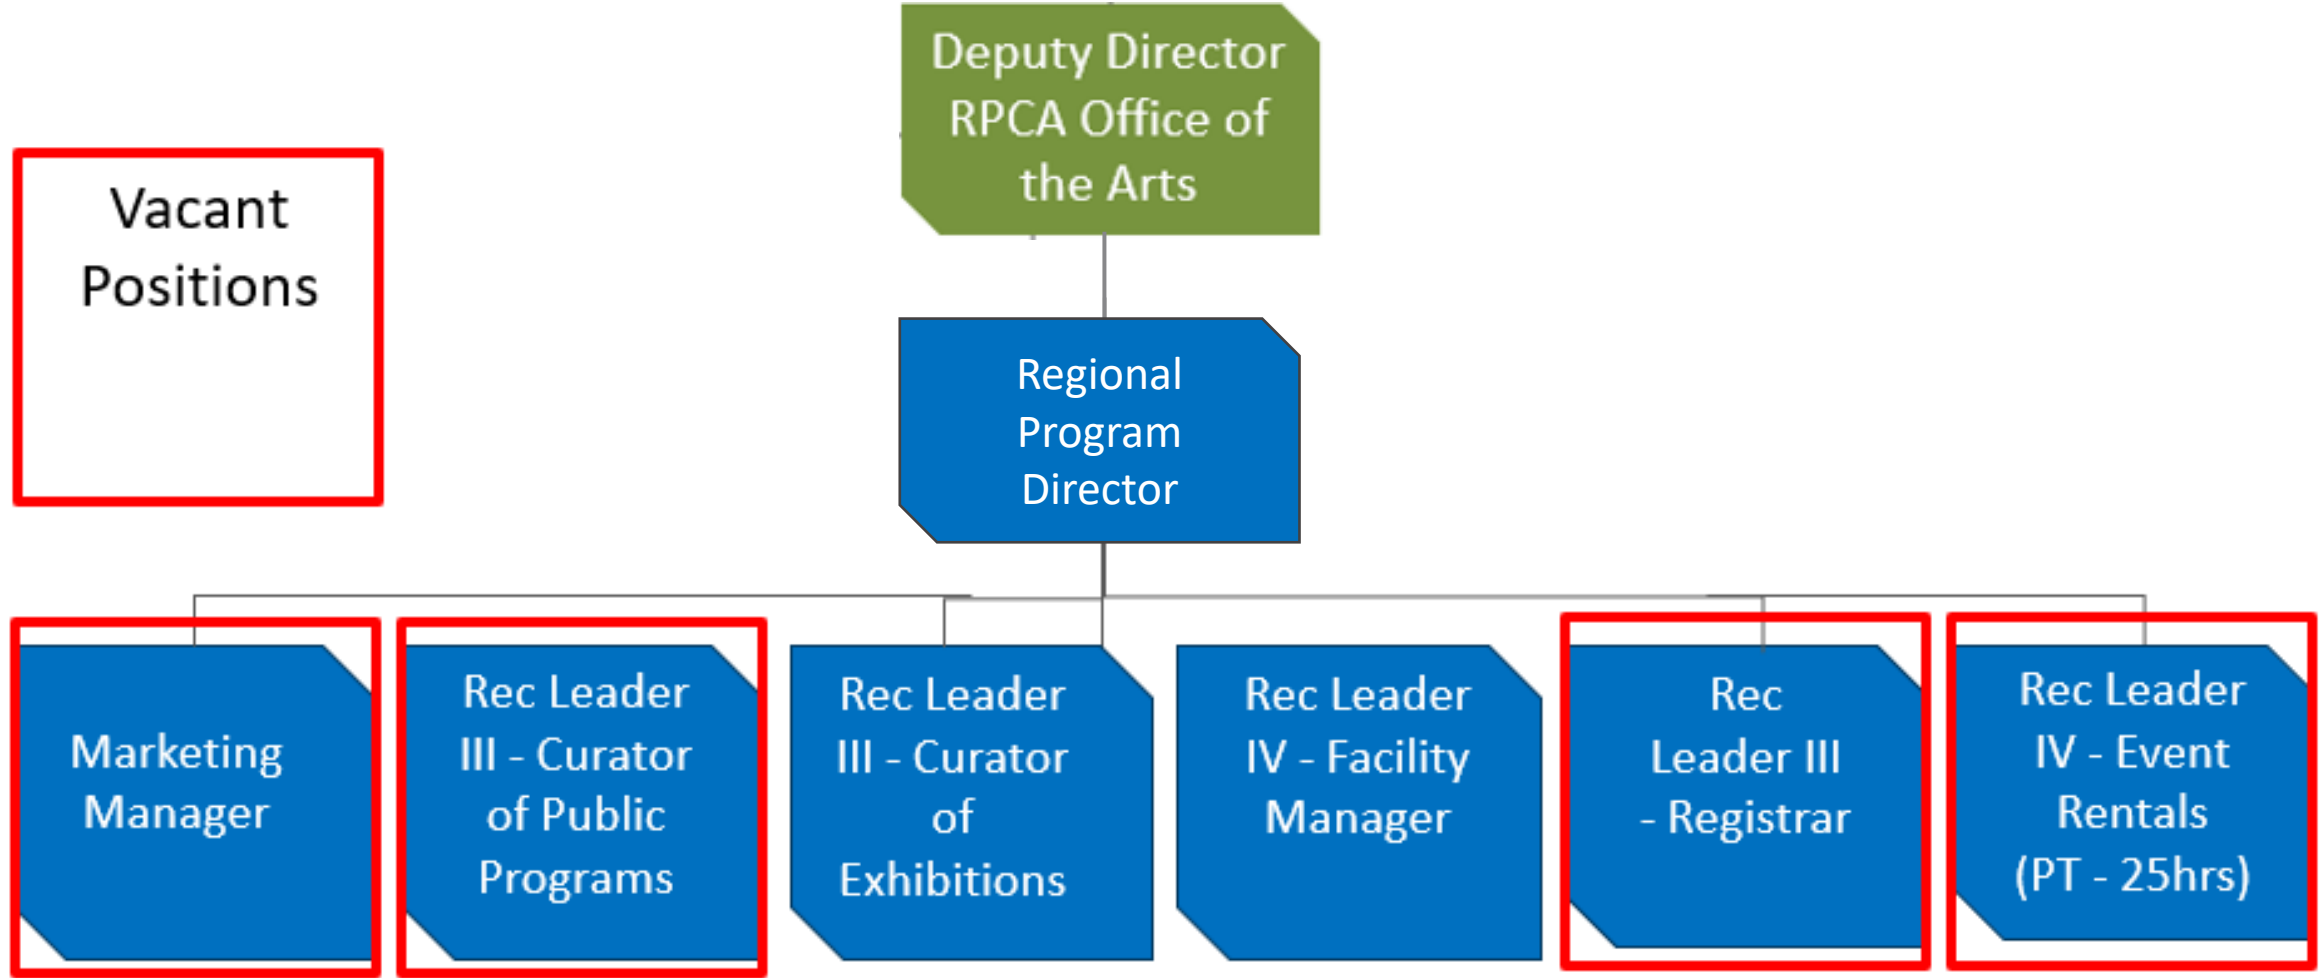 Deputy Director
RPCA Office of
the Arts
Vacant
Positions
Regional
Program
Director
Marketing
Manager
Rec Leader
III - Curator
of Public
Programs
Rec Leader
III - Curator
of
Exhibitions
Rec Leader
IV - Facility
Manager
Rec
Leader III
- Registrar
Rec Leader
IV - Event
Rentals
(PT - 25hrs)